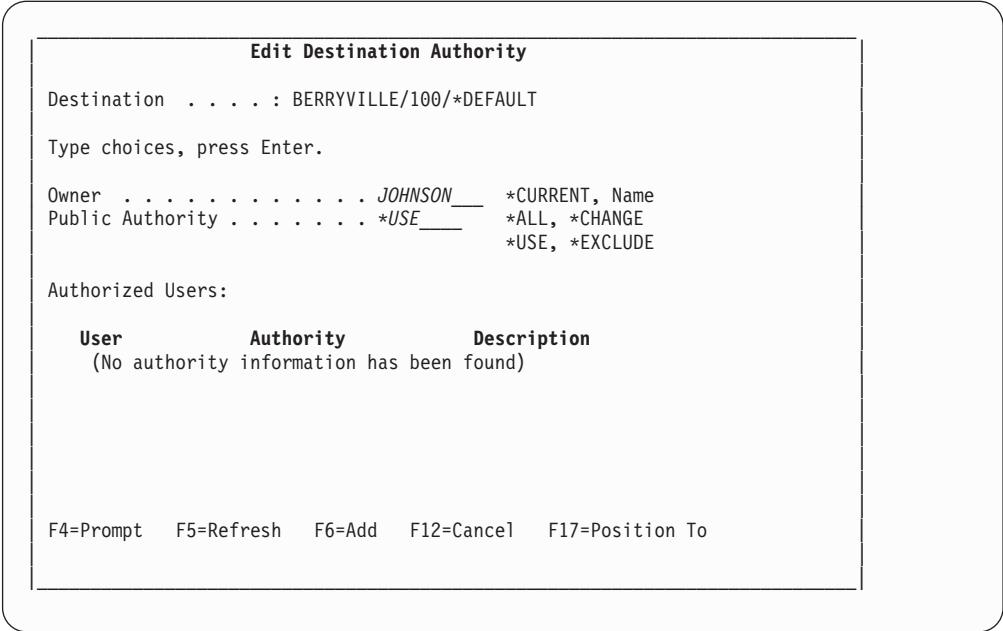 Edit Destination Authority
Destination . . . . : BERRYVILLE/100/*DEFAULT
Type choices, press Enter.
Owner . . . . . . . . . . . . JOHNSON___ *CURRENT, Name
Public Authority . . . . . . . *USE____ *ALL, *CHANGE
*USE, *EXCLUDE
Authorized Users:
User Authority Description
(No authority information has been found)
F4=Prompt F5=Refresh F6=Add F12=Cancel F17=Position To